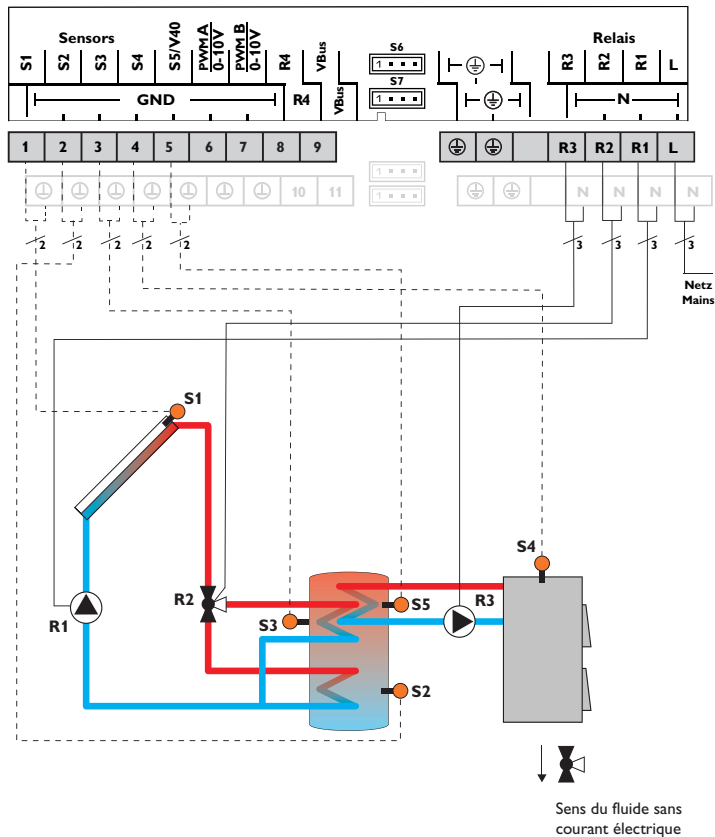 Sensors
Relais
S1
S2
S3
S4
S5/V40
PWM A
0-10V
PWM B
0-10V
R4
VBus
S6
1
S7
1
R3
R2
R1
L
GND
R4
VBus
N
1 2 3 4 5 6 7 8 9
R3 R2 R1 L
10 11
N N N N
2 2 2 2 2
3 3 3 3
Netz
Mains
S1
S4
R2
S5
R3
S3
R1
S2
Sens du fluide sans
courant électrique